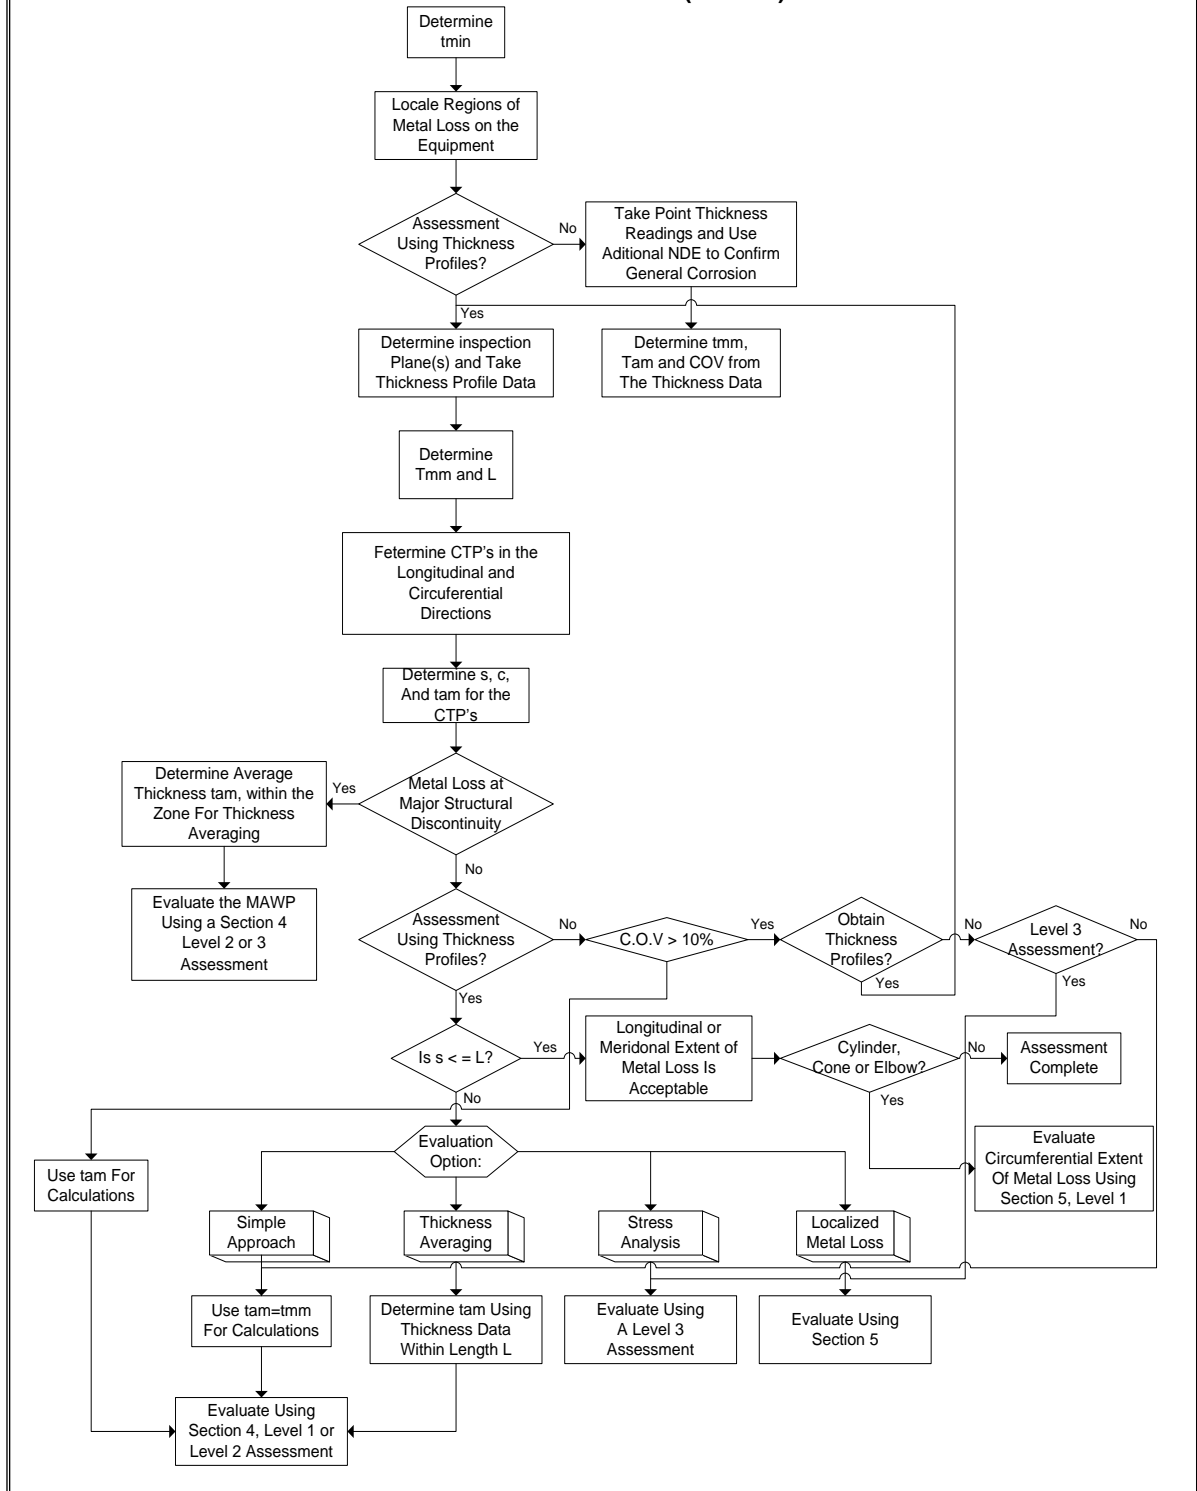 Determine
tmin
Locale Regions of
Metal Loss on the
Equipment
Assessment
Using Thickness
Profiles?
No
Take Point Thickness
Readings and Use
Aditional NDE to Confirm
General Corrosion
Yes
Determine inspection
Plane(s) and Take
Thickness Profile Data
Determine tmm,
Tam and COV from
The Thickness Data
Determine
Tmm and L
Fetermine CTP's in the
Longitudinal and
Circuferential
Directions
Determine s, c,
And tam for the
CTP's
Determine Average
Thickness tam, within the
Zone For Thickness
Averaging
Yes
Metal Loss at
Major Structural
Discontinuity
No
Evaluate the MAWP
Using a Section 4
Level 2 or 3
Assessment
Assessment
Using Thickness
Profiles?
No
C.O.V > 10%
Yes
Obtain
Thickness
Profiles?
No
Level 3
Assessment?
No
Yes
Yes
Yes
Is s < = L?
Yes
Longitudinal or
Meridonal Extent of
Metal Loss Is
Acceptable
Cylinder,
Cone or Elbow?
No
Assessment
Complete
No
Yes
Evaluation
Option:
Evaluate
Circumferential Extent
Of Metal Loss Using
Section 5, Level 1
Use tam For
Calculations
Simple
Approach
Thickness
Averaging
Stress
Analysis
Localized
Metal Loss
Use tam=tmm
For Calculations
Determine tam Using
Thickness Data
Within Length L
Evaluate Using
A Level 3
Assessment
Evaluate Using
Section 5
Evaluate Using
Section 4, Level 1 or
Level 2 Assessment